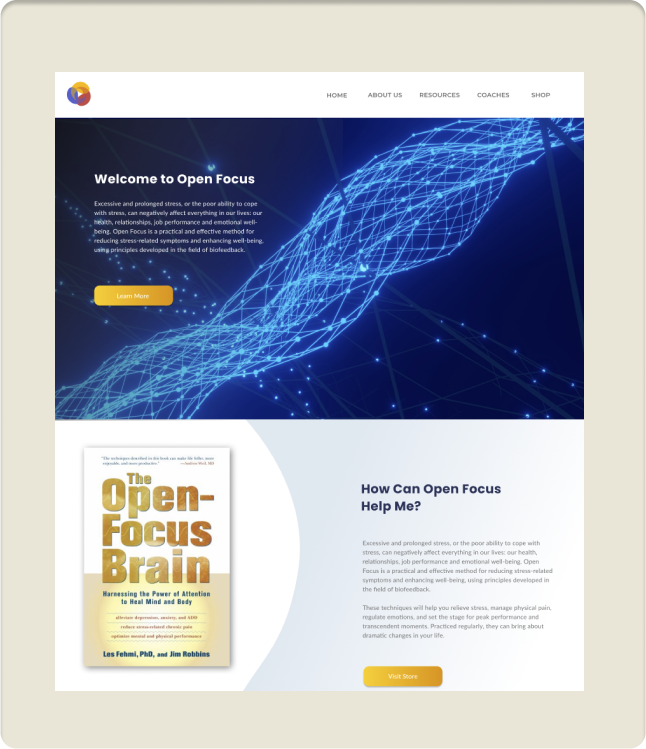 HOME ABOUT US RESOURCES COACHES SHOP
Welcome to Open Focus
Excessive and prolonged stress, or the poor ability to cope
with stress, can negatively affect everything in our lives: our
health, relationships, job performance and emotional well-
being. Open Focus is a practical and effective method for
reducing stress-related symptoms and enhancing well-being,
using principles developed in the field of biofeedback.
Learn More
"The techniques described in this book can make life fuller, more
enjoyable, and more productive." —Andrew Weil, MD
The
Open-
Focus
Brain
Harnessing the Power of Attention
to Heal Mind and Body
alleviate depression, anxiety, and ADD
reduce stress-related chronic pain
optimize mental and physical performance
Les Fehmi, PhD, and Jim Robbins
How Can Open Focus
Help Me?
Excessive and prolonged stress, or the poor ability to cope with
stress, can negatively affect everything in our lives: our health,
relationships, job performance and emotional well-being. Open
Focus is a practical and effective method for reducing stress-related
symptoms and enhancing well-being, using principles developed in
the field of biofeedback.
These techniques will help you relieve stress, manage physical pain,
regulate emotions, and set the stage for peak performance and
transcendent moments. Practiced regularly, they can bring about
dramatic changes in your life.
Visit Store